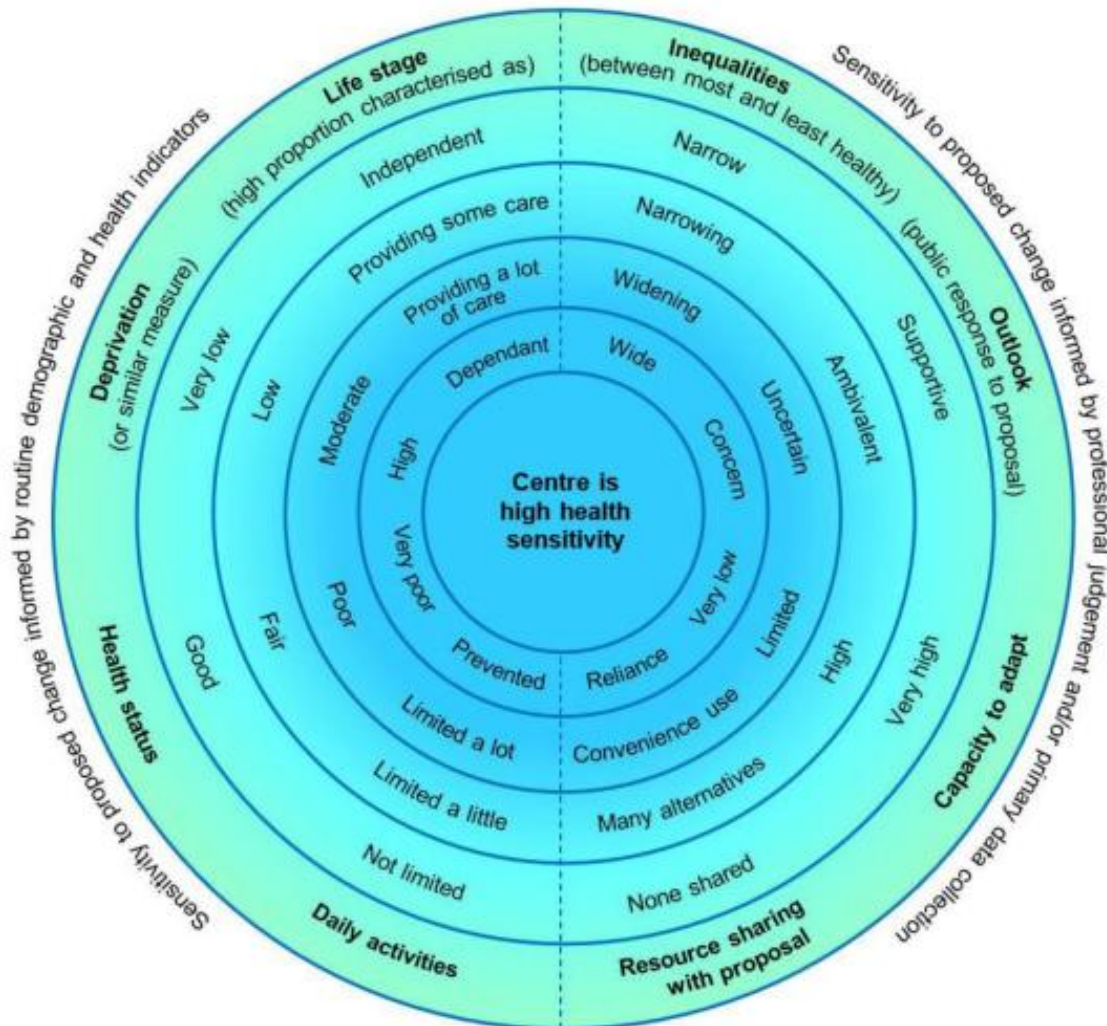 Sensitivity to proposed change informed by routine demographic and health indicators
Sensitivity to proposed change informed by professional judgement and/or primary data collection
Life stage
(high proportion characterised as)
Independent
Providing some care
Providing a lot
of care
Dependant
Inequalities
(between most and least healthy)
Narrow
Narrowing
Widening
Wide
Outlook
(public response to proposal)
Supportive
Ambivalent
Uncertain
Concern
Capacity to adapt
Very high
High
Limited
Very low
Resource sharing
with proposal
None shared
Many alternatives
Convenience use
Reliance
Daily activities
Not limited
Limited a little
Limited a lot
Prevented
Health status
Good
Fair
Poor
Very poor
Deprivation
(or similar measure)
Very low
Low
Moderate
High
Centre is
high health
sensitivity